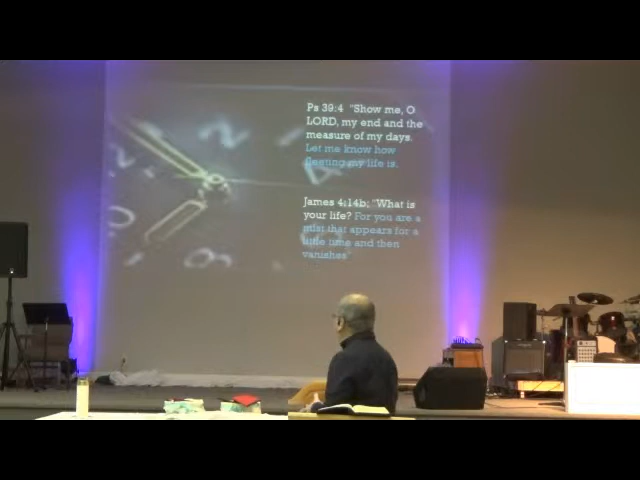 Ps 39:4 "Show me, O
LORD, my end and the
measure of my days.
Let me know how
fleeting my life is.
James 4:14b; "What is
your life? For you are a
mist that appears for a
little time and then
vanishes"
2
4